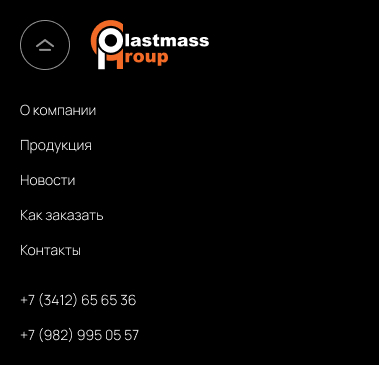 Plastmass
Group
О компании
Продукция
Новости
Как заказать
Контакты
+7 (3412) 65 65 36
+7 (982) 995 05 57